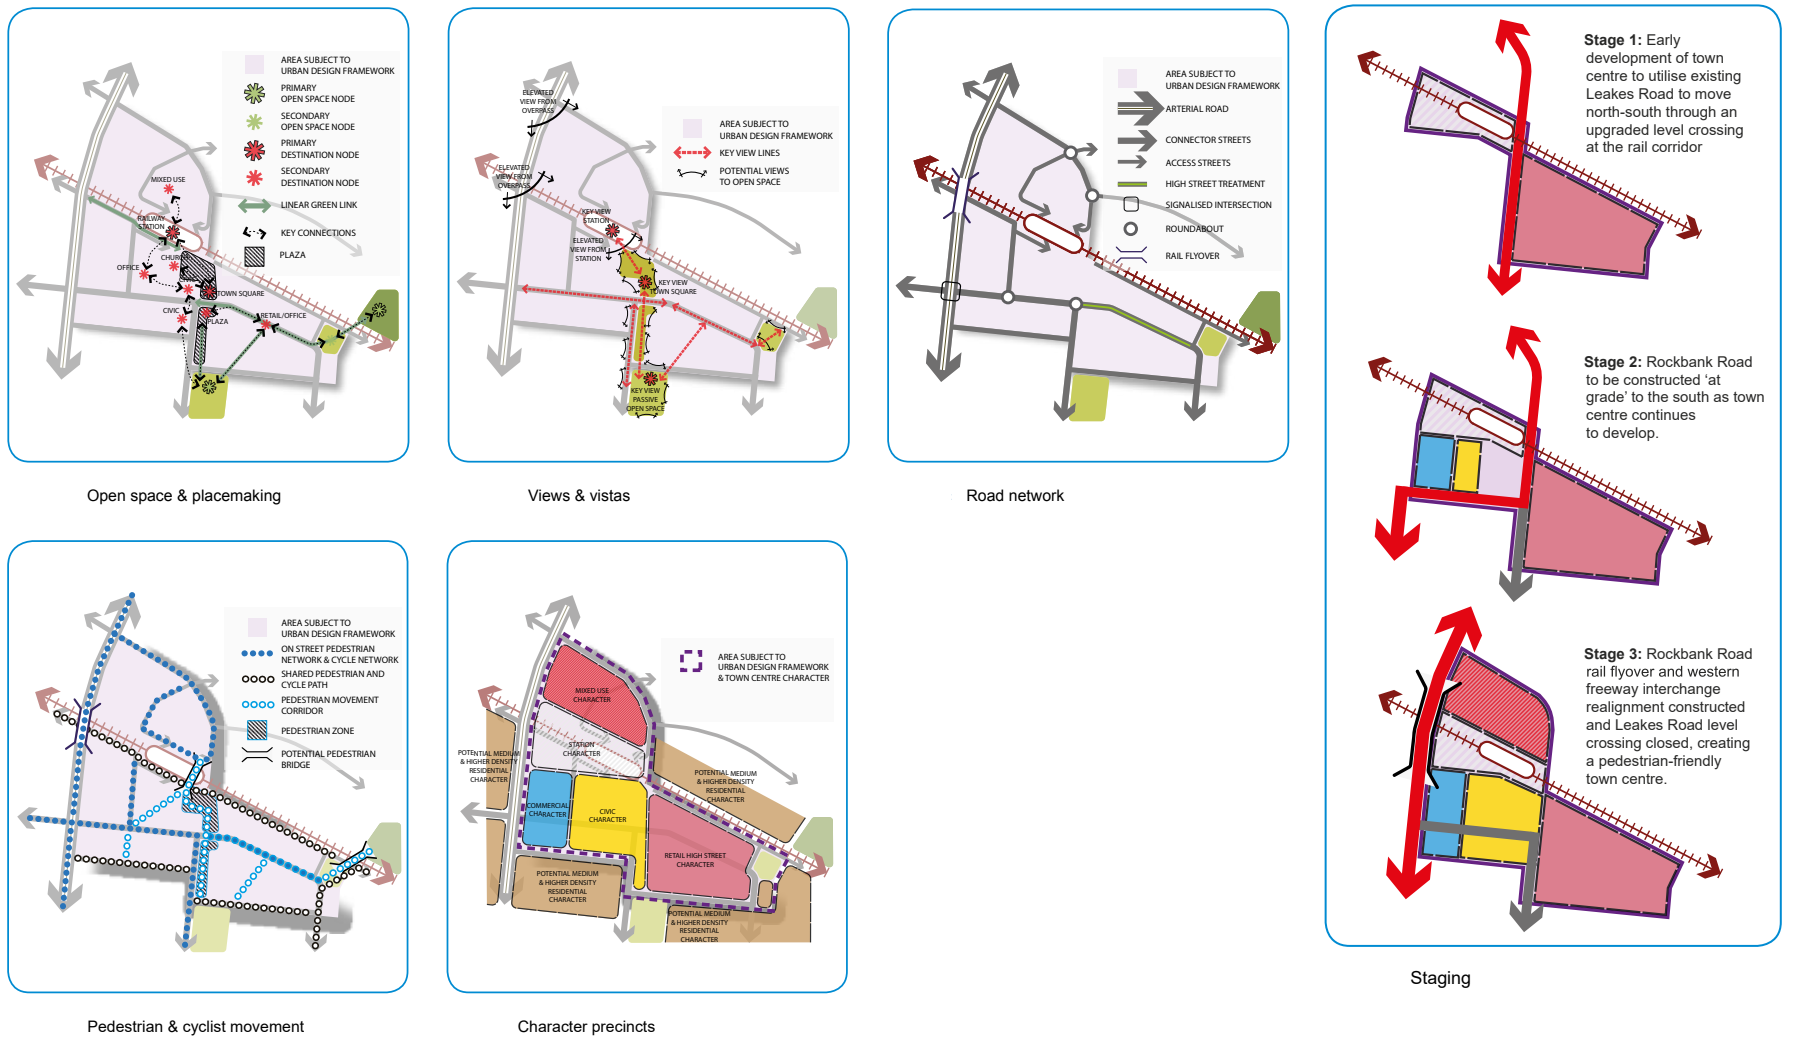 AREA SUBJECT TO
URBAN DESIGN FRAMEWORK
PRIMARY
OPEN SPACE NODE
SECONDARY
OPEN SPACE NODE
PRIMARY
DESTINATION NODE
SECONDARY
DESTINATION NODE
LINEAR GREEN LINK
KEY CONNECTIONS
PLAZA
MIXED USE
RAILWAY
STATION
CHURCH
OFFICE
TOWN SQUARE
CIVIC
PLAZA
RETAIL/OFFICE
Open space & placemaking
ELEVATED
VIEW FROM
OVERPASS
ELEVATED
VIEW FROM
OVERPASS
AREA SUBJECT TO
URBAN DESIGN FRAMEWORK
KEY VIEW LINES
POTENTIAL VIEWS
TO OPEN SPACE
KEY VIEW
STATION
ELEVATED
VIEW FROM
STATION
KEY VIEW
TOWN SQUARE
KEY VIEW
PASSIVE
OPEN SPACE
Views & vistas
AREA SUBJECT TO
URBAN DESIGN FRAMEWORK
ARTERIAL ROAD
CONNECTOR STREETS
ACCESS STREETS
HIGH STREET TREATMENT
SIGNALISED INTERSECTION
ROUNDABOUT
RAIL FLYOVER
Road network
Stage 1: Early
development of town
centre to utilise existing
Leakes Road to move
north-south through an
upgraded level crossing
at the rail corridor
Stage 2: Rockbank Road
to be constructed ‘at
grade’ to the south as town
centre continues
to develop.
Stage 3: Rockbank Road
rail flyover and western
freeway interchange
realignment constructed
and Leakes Road level
crossing closed, creating
a pedestrian-friendly
town centre.
Staging
AREA SUBJECT TO
URBAN DESIGN FRAMEWORK
ON STREET PEDESTRIAN
NETWORK & CYCLE NETWORK
SHARED PEDESTRIAN AND
CYCLE PATH
PEDESTRIAN MOVEMENT
CORRIDOR
PEDESTRIAN ZONE
POTENTIAL PEDESTRIAN
BRIDGE
Pedestrian & cyclist movement
AREA SUBJECT TO
URBAN DESIGN FRAMEWORK
& TOWN CENTRE CHARACTER
MIXED USE
CHARACTER
STATION
CHARACTER
POTENTIAL MEDIUM
& HIGHER DENSITY
RESIDENTIAL
CHARACTER
POTENTIAL MEDIUM
& HIGHER DENSITY
RESIDENTIAL
CHARACTER
COMMERCIAL
CHARACTER
CIVIC
CHARACTER
RETAIL HIGH STREET
CHARACTER
POTENTIAL MEDIUM
& HIGHER DENSITY
RESIDENTIAL
CHARACTER
POTENTIAL MEDIUM
& HIGHER DENSITY
RESIDENTIAL
CHARACTER
Character precincts